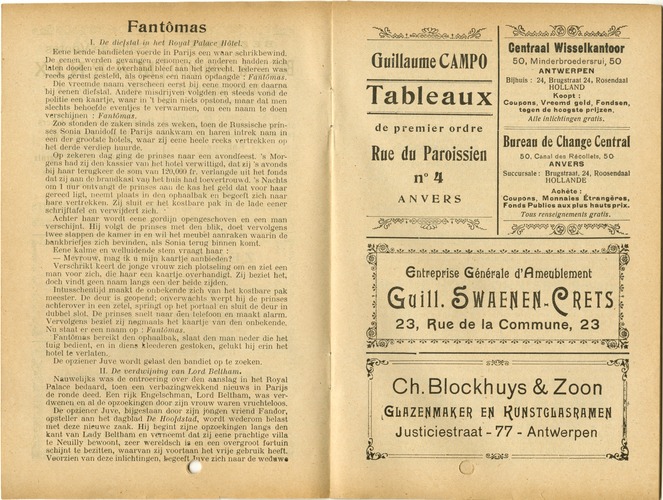 Fantômas
I. De diefstal in het Royal Palace Hôtel.
Eene bende bandieten voerde in Parijs een waar schrikbewind.
De eenen werden gevangen genomen, de anderen hadden zich
laten dooden en de overhand bleef aan het gerecht. Iedereen was
reeds gerust gesteld, als opeens een naam opdaagde : Fantômas.
Die vreemde naam verscheen eerst bij eene moord en daarna
bij eenen diefstal. Andere misdrijven volgden en steeds vond de
politie een kaartje, waar in 't begin niets opstond, maar dat men
slechts behoefde eventjes te verwarmen, om een naam te doen
verschijnen : Fantômas.
Zoo stonden de zaken sinds zes weken, toen de Russische prin-
ses Sonia Danidoff te Parijs aankwam en haren intrek nam in
een der grootste hotels, waar zij eene heele reeks vertrekken op
het derde verdiep huurde.
Op zekeren dag ging de prinses naar een avondfeest. 's Mor-
gens had zij den kassier van het hotel verwittigd, dat zij 's avonds
bij haar terugkeer de som van 120,000 fr. verlangde uit het fonds
dat zij aan de brandkast van het huis had toevertrouwd. 's Nachts
om 1 uur ontvangt de prinses aan de kas het geld dat voor haar
gereed ligt, neemt plaats in den ophaalbak en begeeft zich naar
hare vertrekken. Zij sluit er het kostbare pak in de lade eener
schrijftafel en verwijdert zich.
Achter haar wordt eene gordijn opengeschoven en een man
verschijnt. Hij volgt de prinses met den blik, doet vervolgens
twee stappen de kamer in en wil het meubel aanraken waarin de
bankbriefjes zich bevinden, als Sonia terug binnen komt.
Eene kalme en welluidende stem vraagt haar :
— Mevrouw, mag ik u mijn kaartje aanbieden?
Verschrikt keert de jonge vrouw zich plotseling om en ziet een
man voor zich, die haar een kaartje overhandigt. Zij beziet het,
doch vindt geen naam langs een der beide zijden.
Intusschentijd maakt de onbekende zich van het kostbare pak
meester. De deur is geopend; onverwachts werpt hij de prinses
achterover in een zetel, springt op het portaal en sluit de deur in
dubbel slot. De prinses snelt naar den telefoon en maakt alarm.
Vervolgens beziet zij nogmaals het kaartje van den onbekende.
Nu staat er een naam op : Fantômas.
Fantômas bereikt den ophaalbak, slaat den man neder die het
tuig bedient, en in diens kleederen gestoken, gelukt hij erin het
hotel te verlaten.
De opziener Juve wordt gelast den bandiet op te zoeken.
II. De verdwijning van Lord Beltham.
Nauwelijks was de ontroering over den aanslag in het Royal
Palace bedaard, toen een verbazingwekkend nieuws in Parijs
de ronde deed. Een rijk Engelschman, Lord Beltham, was ver-
dwenen en al de opzoekingen door zijn vrouw waren vruchteloos.
De opziener Juve, bijgestaan door zijn jongen vriend Fandor,
opsteller aan het dagblad De Hoofdstad, wordt wederom belast
met deze nieuwe zaak. Hij begint zijne opzoekingen langs den
kant van Lady Beltham en verneemt dat zij eene prachtige villa
te Neuilly bewoont, zeer wereldsch is en een overgroot fortuin
schijnt te bezitten, waarvan zij voortaan het vrije gebruik heeft.
Voorzien van deze inlichtingen, begeeft Juve zich naar de weduwe
Guillaume CAMPO
Tableaux
de premier ordre
Rue du Paroissien
n° 4
ANVERS
Centraal Wisselkantoor
50, Minderbroedersrui, 50
ANTWERPEN
Bijhuis : 24, Brugstraat 24, Rosendaal
HOLLAND
Koopt :
Coupons, Vreemd geld, Fondsen,
tegen de hoogste prijzen.
Alle inlichtingen gratis.
Bureau de Change Central
50, Canal des Récollets, 50
ANVERS
Succursale : Brugstraat, 24, Roosendaal
HOLLANDE
Achète :
Coupons, Monnaies Étrangères,
Fonds Publics aux plus hauts prix.
Tous renseignements gratis.
Entreprise Générale d'Ameublement
Guill. SWAENEN-CRETS
23, Rue de la Commune, 23
Ch. Blockhuys & Zoon
GLAZENMAKER EN KUNSTGLASRAMEN
Justiciestraat - 77 - Antwerpen